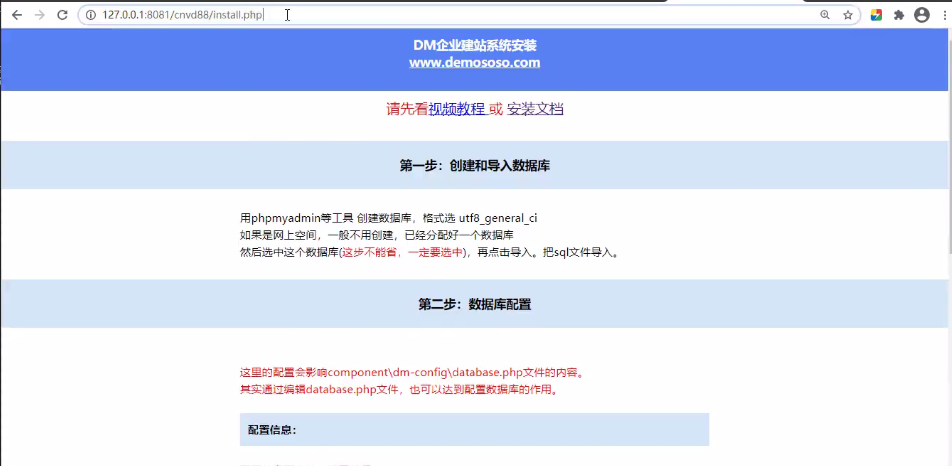 127.0.0.1:8081/cnvd88/install.php
DM企业建站系统安装
www.demososo.com
请先看视频教程 或 安装文档
第一步：创建和导入数据库
用phpmyadmin等工具 创建数据库，格式选 utf8_general_ci
如果是网上空间，一般不用创建，已经分配好一个数据库
然后选中这个数据库(这步不能省，一定要选中)，再点击导入。把sql文件导入。
第二步：数据库配置
这里的配置会影响component\dm-config\database.php文件的内容。
其实通过编辑database.php文件，也可以达到配置数据库的作用。
配置信息：